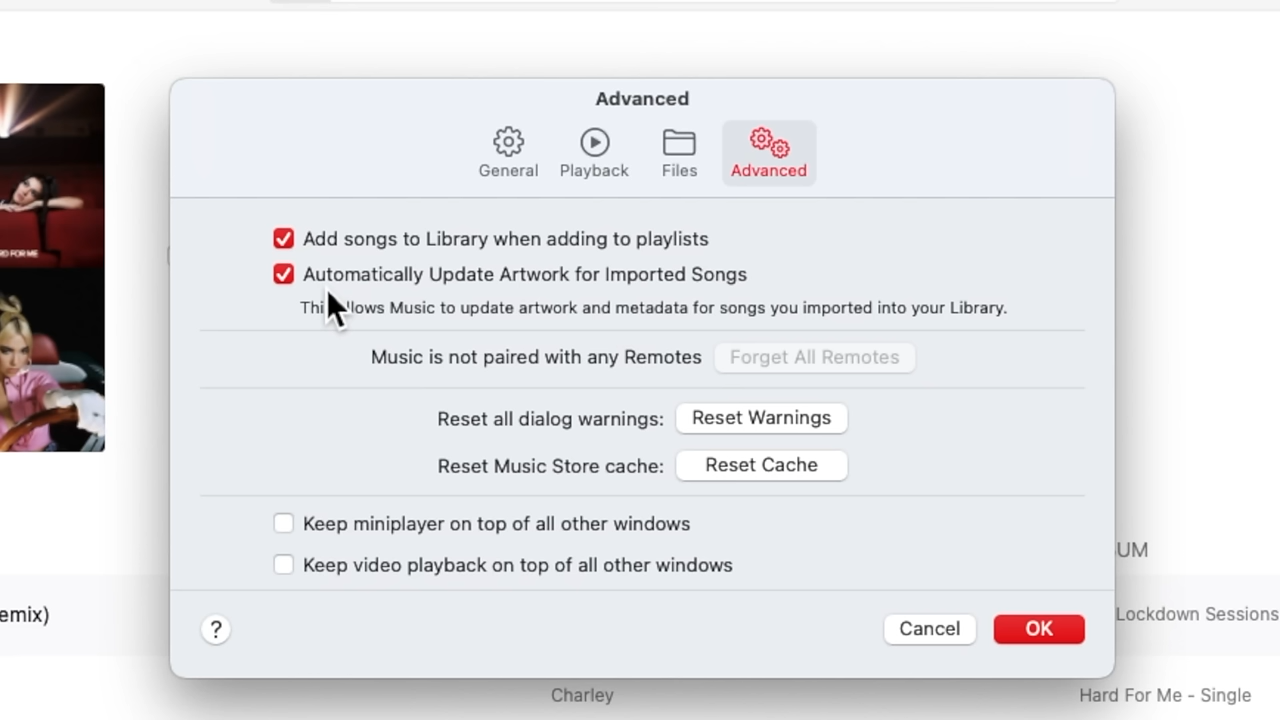 Advanced
General
Playback
Files
Advanced
Add songs to Library when adding to playlists
Automatically Update Artwork for Imported Songs
Music to update artwork and metadata for songs you imported into your Library.
Music is not paired with any Remotes
Forget All Remotes
Reset all dialog warnings:
Reset Warnings
Reset Music Store cache:
Reset Cache
Keep miniplayer on top of all other windows
Keep video playback on top of all other windows
?
Cancel
OK
UM
emix)
Lockdown Sessions
Charley
Hard For Me - Single